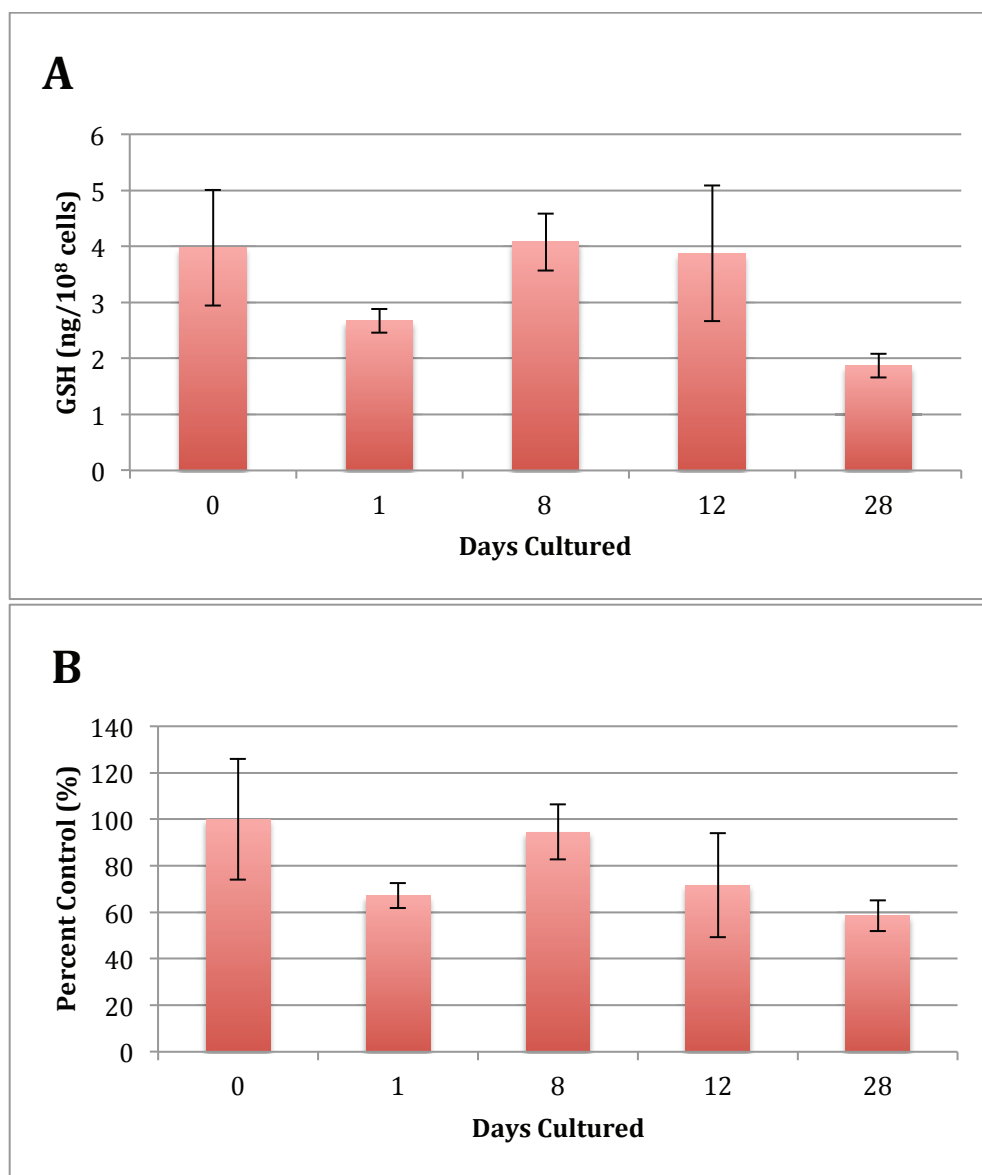 A
GSH (ng/10⁸ cells)
6
5
4
3
2
1
0
0 1 8 12 28
Days Cultured
B
Percent Control (%)
140
120
100
80
60
40
20
0
0 1 8 12 28
Days Cultured